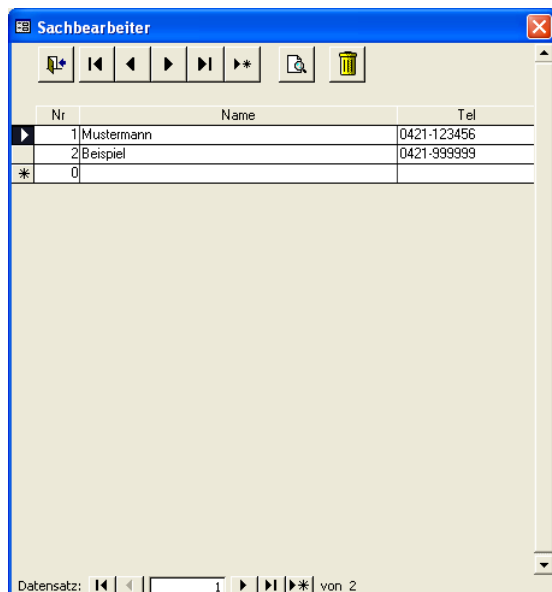 Sachbearbeiter
Nr Name Tel
1 Mustermann 0421-123456
2 Beispiel 0421-999999
0
Datensatz: 1 von 2